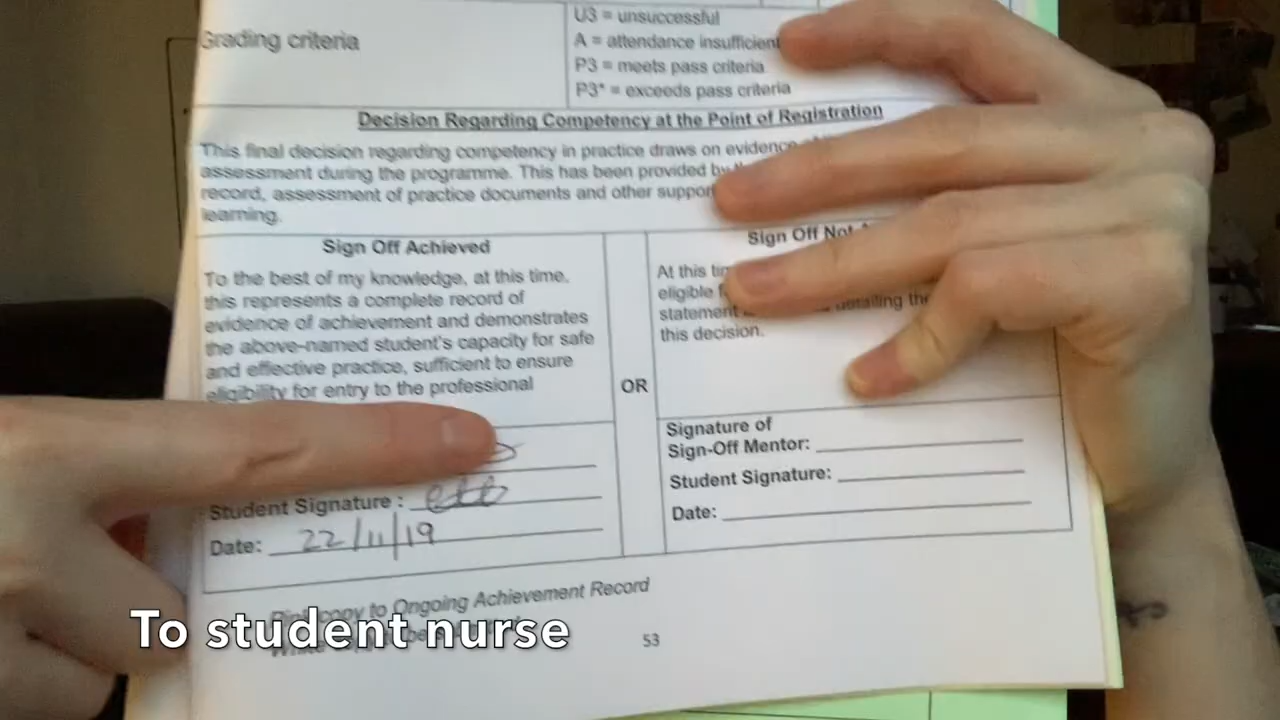 U3 = unsuccessful
Grading criteria
A = attendance insufficient
P3 = meets pass criteria
P3* = exceeds pass criteria
Decision Regarding Competency at the Point of Registration
This final decision regarding competency in practice draws on evidence
assessment during the programme. This has been provided by
record, assessment of practice documents and other
learning.
Sign Off Achieved
To the best of my knowledge, at this time,
this represents a complete record of
evidence of achievement and demonstrates
the above-named student's capacity for safe
and effective practice, sufficient to ensure
eligibility for entry to the professional
Student Signature :
Date: 22/11/19
OR
Sign Off Not
At this
eligible
statement detailing the
this decision.
Signature of
Sign-Off Mentor:
Student Signature:
Date:
copy to Ongoing Achievement Record
53
To student nurse